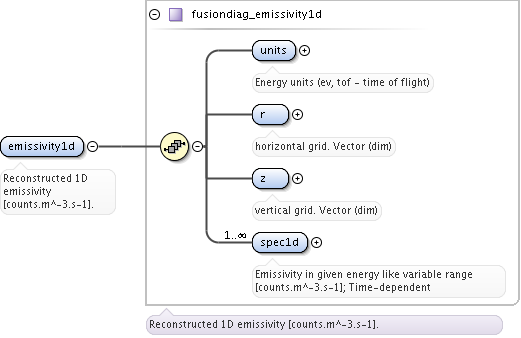 fusiondiag_emissivity1d
units
Energy units (ev, tof - time of flight)
r
horizontal grid. Vector (dim)
emissivity1d
Reconstructed 1D
emissivity
[counts.m^-3.s-1].
z
vertical grid. Vector (dim)
1..∞
spec1d
Emissivity in given energy like variable range
[counts.m^-3.s-1]; Time-dependent
Reconstructed 1D emissivity [counts.m^-3.s-1].